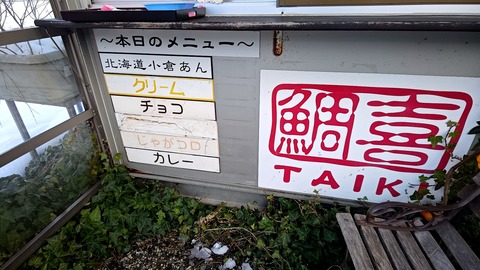 ～本日のメニュー～
北海道小倉あん
クリーム
チョコ
じゃがコロ
カレー
鯛喜
TAIK